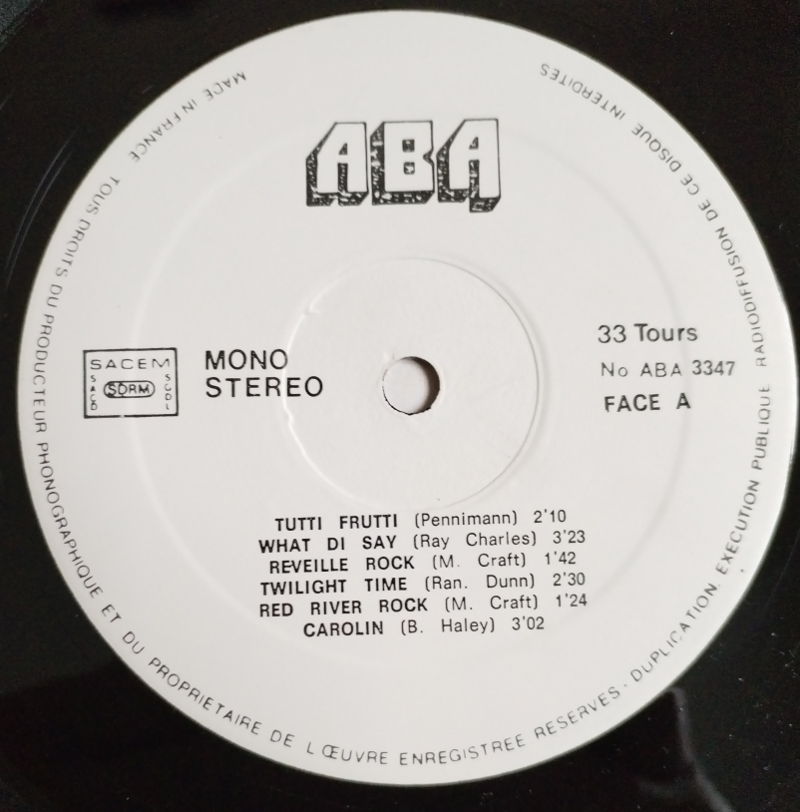 ABA
MADE IN FRANCE TOUS DROITS DU PRODUCTEUR PHONOGRAPHIQUE ET DU PROPRIETAIRE DE L'ŒUVRE ENREGISTREE RESERVES - DUPLICATION, EXECUTION PUBLIQUE RADIODIFFUSION DE CE DISQUE INTERDITES
SACEM
SACD
SDRM
SGDL
MONO
STEREO
33 Tours
No ABA 3347
FACE A
TUTTI FRUTTI (Pennimann) 2'10
WHAT DI SAY (Ray Charles) 3'23
REVEILLE ROCK (M. Craft) 1'42
TWILIGHT TIME (Ran. Dunn) 2'30
RED RIVER ROCK (M. Craft) 1'24
CAROLIN (B. Haley) 3'02